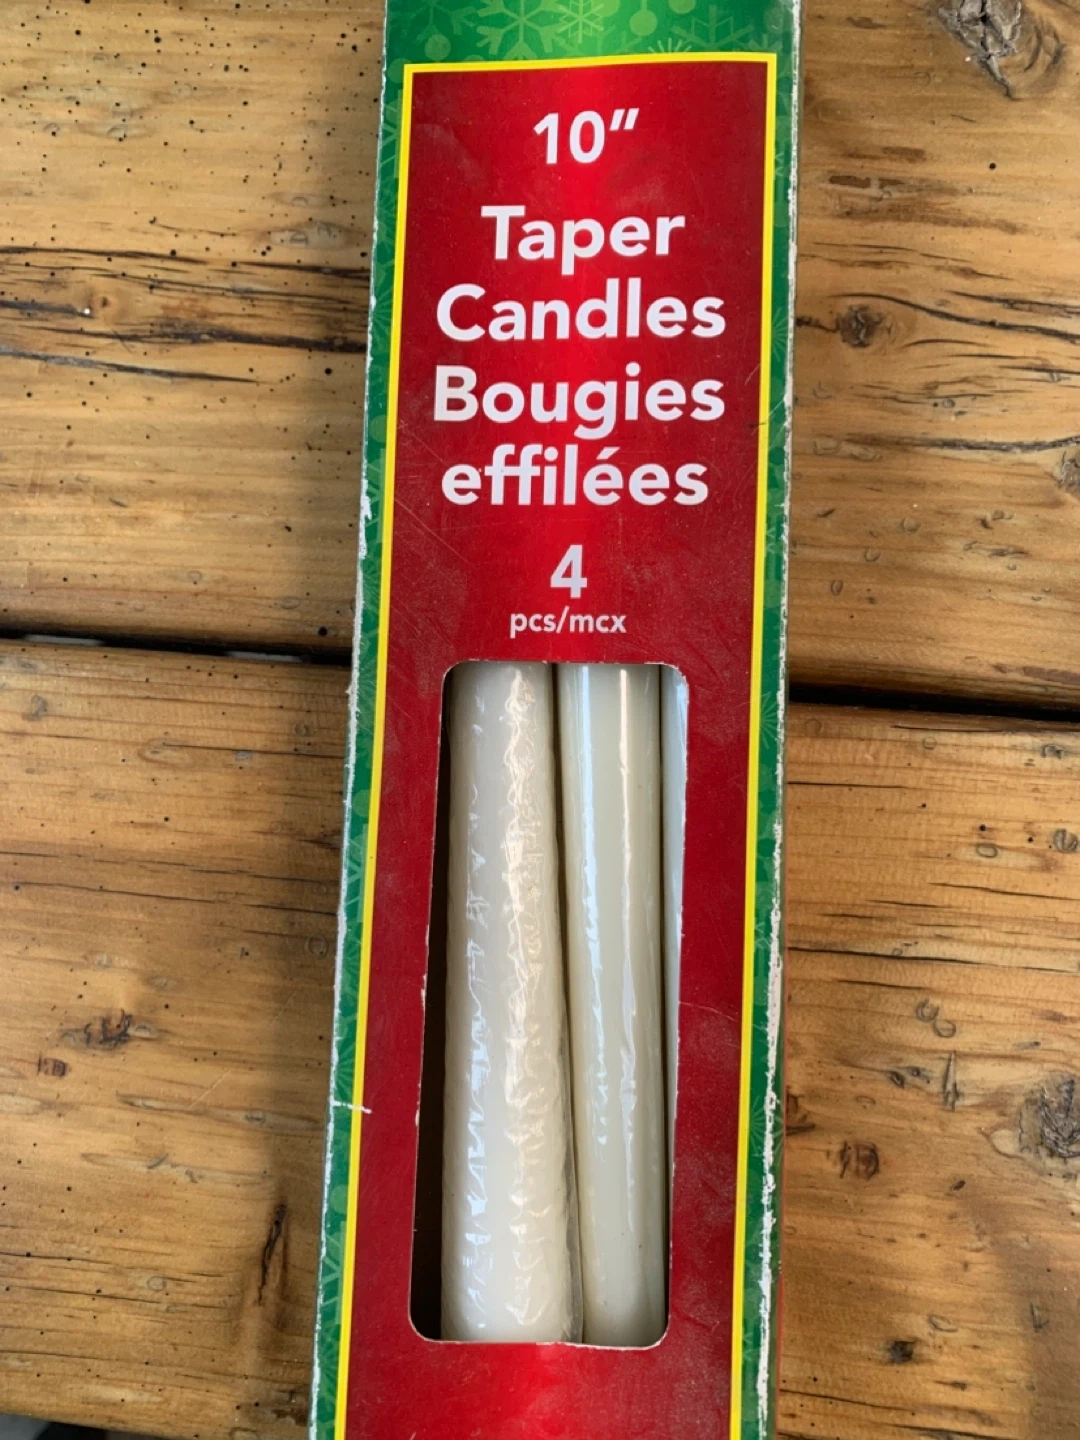 10"
Taper
Candles
Bougies
effilées
4
pcs/mcx